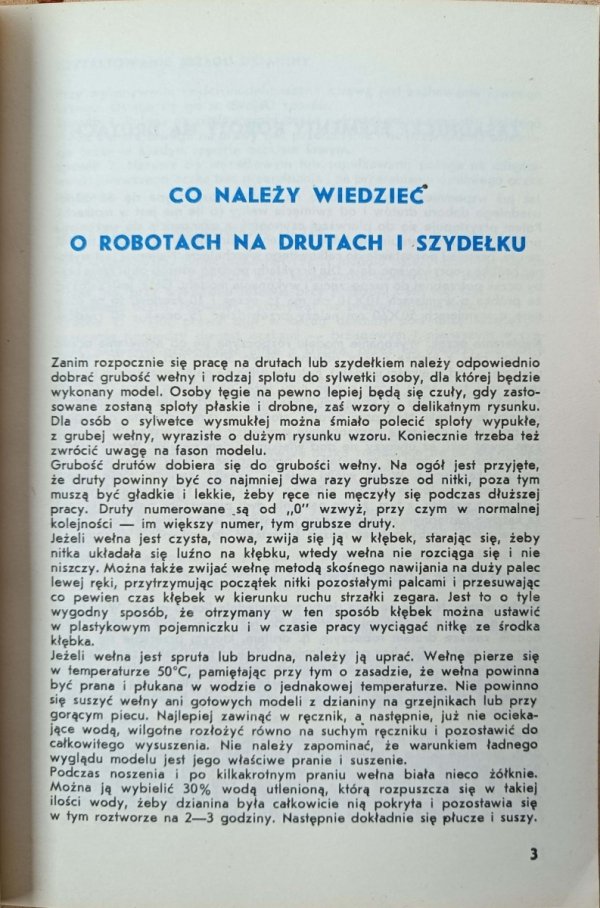 CO NALEŻY WIEDZIEĆ
O ROBOTACH NA DRUTACH I SZYDEŁKU
Zanim rozpocznie się pracę na drutach lub szydełkiem należy odpowiednio
dobrać grubość wełny i rodzaj splotu do sylwetki osoby, dla której będzie
wykonany model. Osoby tęgie na pewno lepiej będą się czuły, gdy zasto-
sowane zostaną sploty płaskie i drobne, zaś wzory o delikatnym rysunku.
Dla osób o sylwetce wysmukłej można śmiało polecić sploty wypukłe,
z grubej wełny, wyraziste o dużym rysunku wzoru. Koniecznie trzeba też
zwrócić uwagę na fason modelu.
Grubość drutów dobiera się do grubości wełny. Na ogół jest przyjęte,
że druty powinny być co najmniej dwa razy grubsze od nitki, poza tym
muszą być gładkie i lekkie, żeby ręce nie męczyły się podczas dłuższej
pracy. Druty numerowane są od „0" wzwyż, przy czym w normalnej
kolejności — im większy numer, tym grubsze druty.
Jeżeli wełna jest czysta, nowa, zwija się ją w kłębek, starając się, żeby
nitka układała się luźno na kłębku, wtedy wełna nie rozciąga się i nie
niszczy. Można także zwijać wełnę metodą skośnego nawijania na duży palec
lewej ręki, przytrzymując początek nitki pozostałymi palcami i przesuwając
co pewien czas kłębek w kierunku ruchu strzałki zegara. Jest to o tyle
wygodny sposób, że otrzymany w ten sposób kłębek można ustawić
w plastykowym pojemniczku i w czasie pracy wyciągać nitkę ze środka
kłębka.
Jeżeli wełna jest spruta lub brudna, należy ją uprać. Wełnę pierze się
w temperaturze 50°C, pamiętając przy tym o zasadzie, że wełna powinna
być prana i płukana w wodzie o jednakowej temperaturze. Nie powinno
się suszyć wełny ani gotowych modeli z dzianiny na grzejnikach lub przy
gorącym piecu. Najlepiej zawinąć w ręcznik, a następnie, już nie ocieka-
jące wodą, wilgotne rozłożyć równo na suchym ręczniku i pozostawić do
całkowitego wysuszenia. Nie należy zapominać, że warunkiem ładnego
wyglądu modelu jest jego właściwe pranie i suszenie.
Podczas noszenia i po kilkakrotnym praniu wełna biała nieco żółknie.
Można ją wybielić 30% wodą utlenioną, którą rozpuszcza się w takiej
ilości wody, żeby dzianina była całkowicie nią pokryta i pozostawia się
w tym roztworze na 2—3 godziny. Następnie dokładnie się płucze i suszy.
3